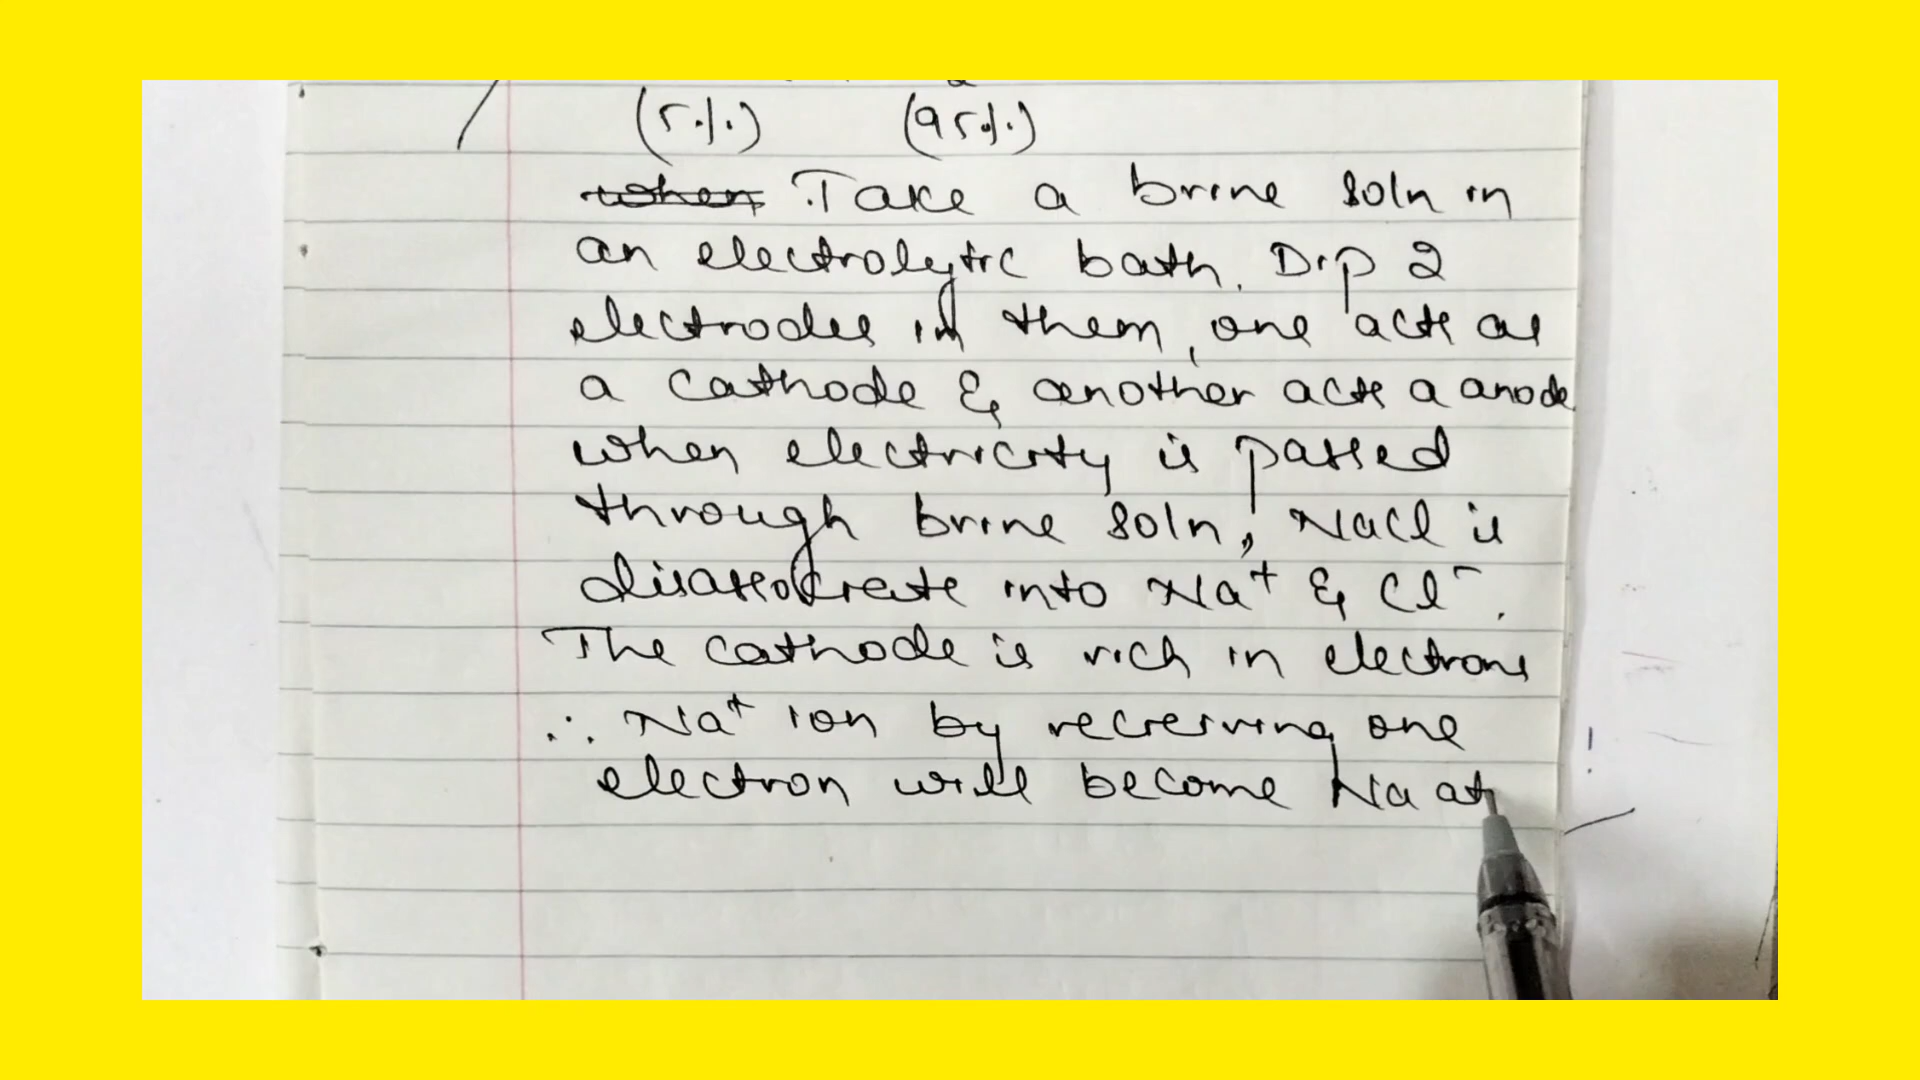 (5%) (95%)
when Take a brine soln in
an electrolytic bath. Dip 2
electrodes in them, one acts as
a cathode & another acts a anode
when electricity is passed
through brine soln, NaCl is
disassociate into Na⁺ & Cl⁻.
The cathode is rich in electrons
∴ Na⁺ ion by recieiving one
electron will become Na at